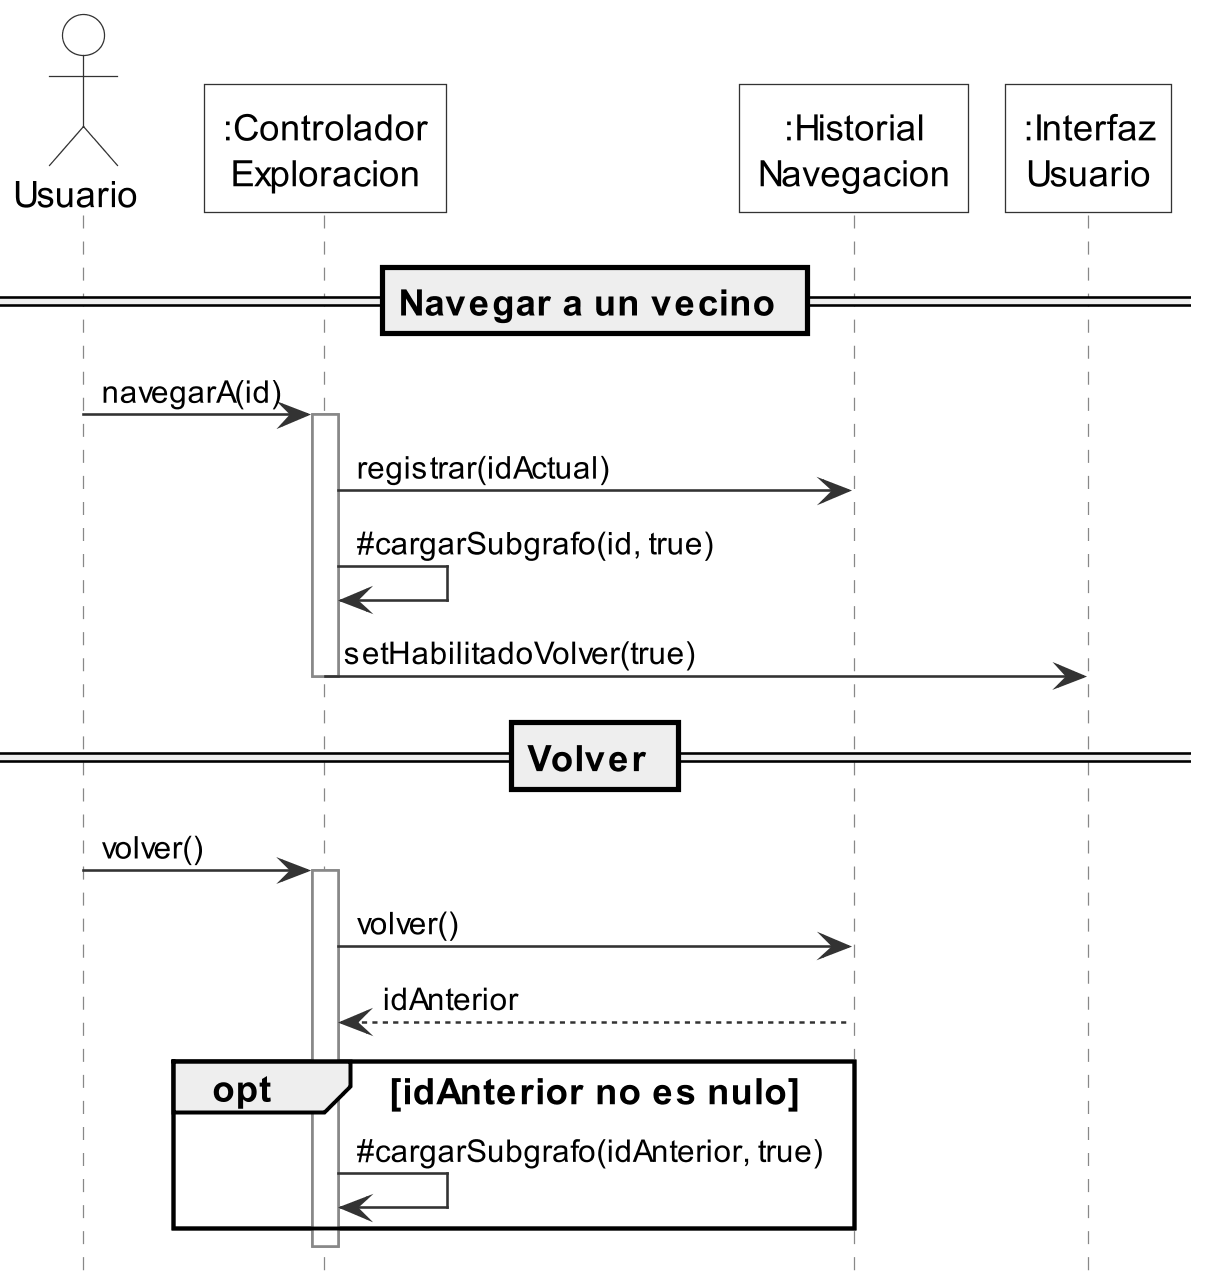 Usuario
:Controlador
Exploracion
:Historial
Navegacion
:Interfaz
Usuario
Navegar a un vecino
navegarA(id)
registrar(idActual)
#cargarSubgrafo(id, true)
setHabilitadoVolver(true)
Volver
volver()
volver()
idAnterior
opt
[idAnterior no es nulo]
#cargarSubgrafo(idAnterior, true)